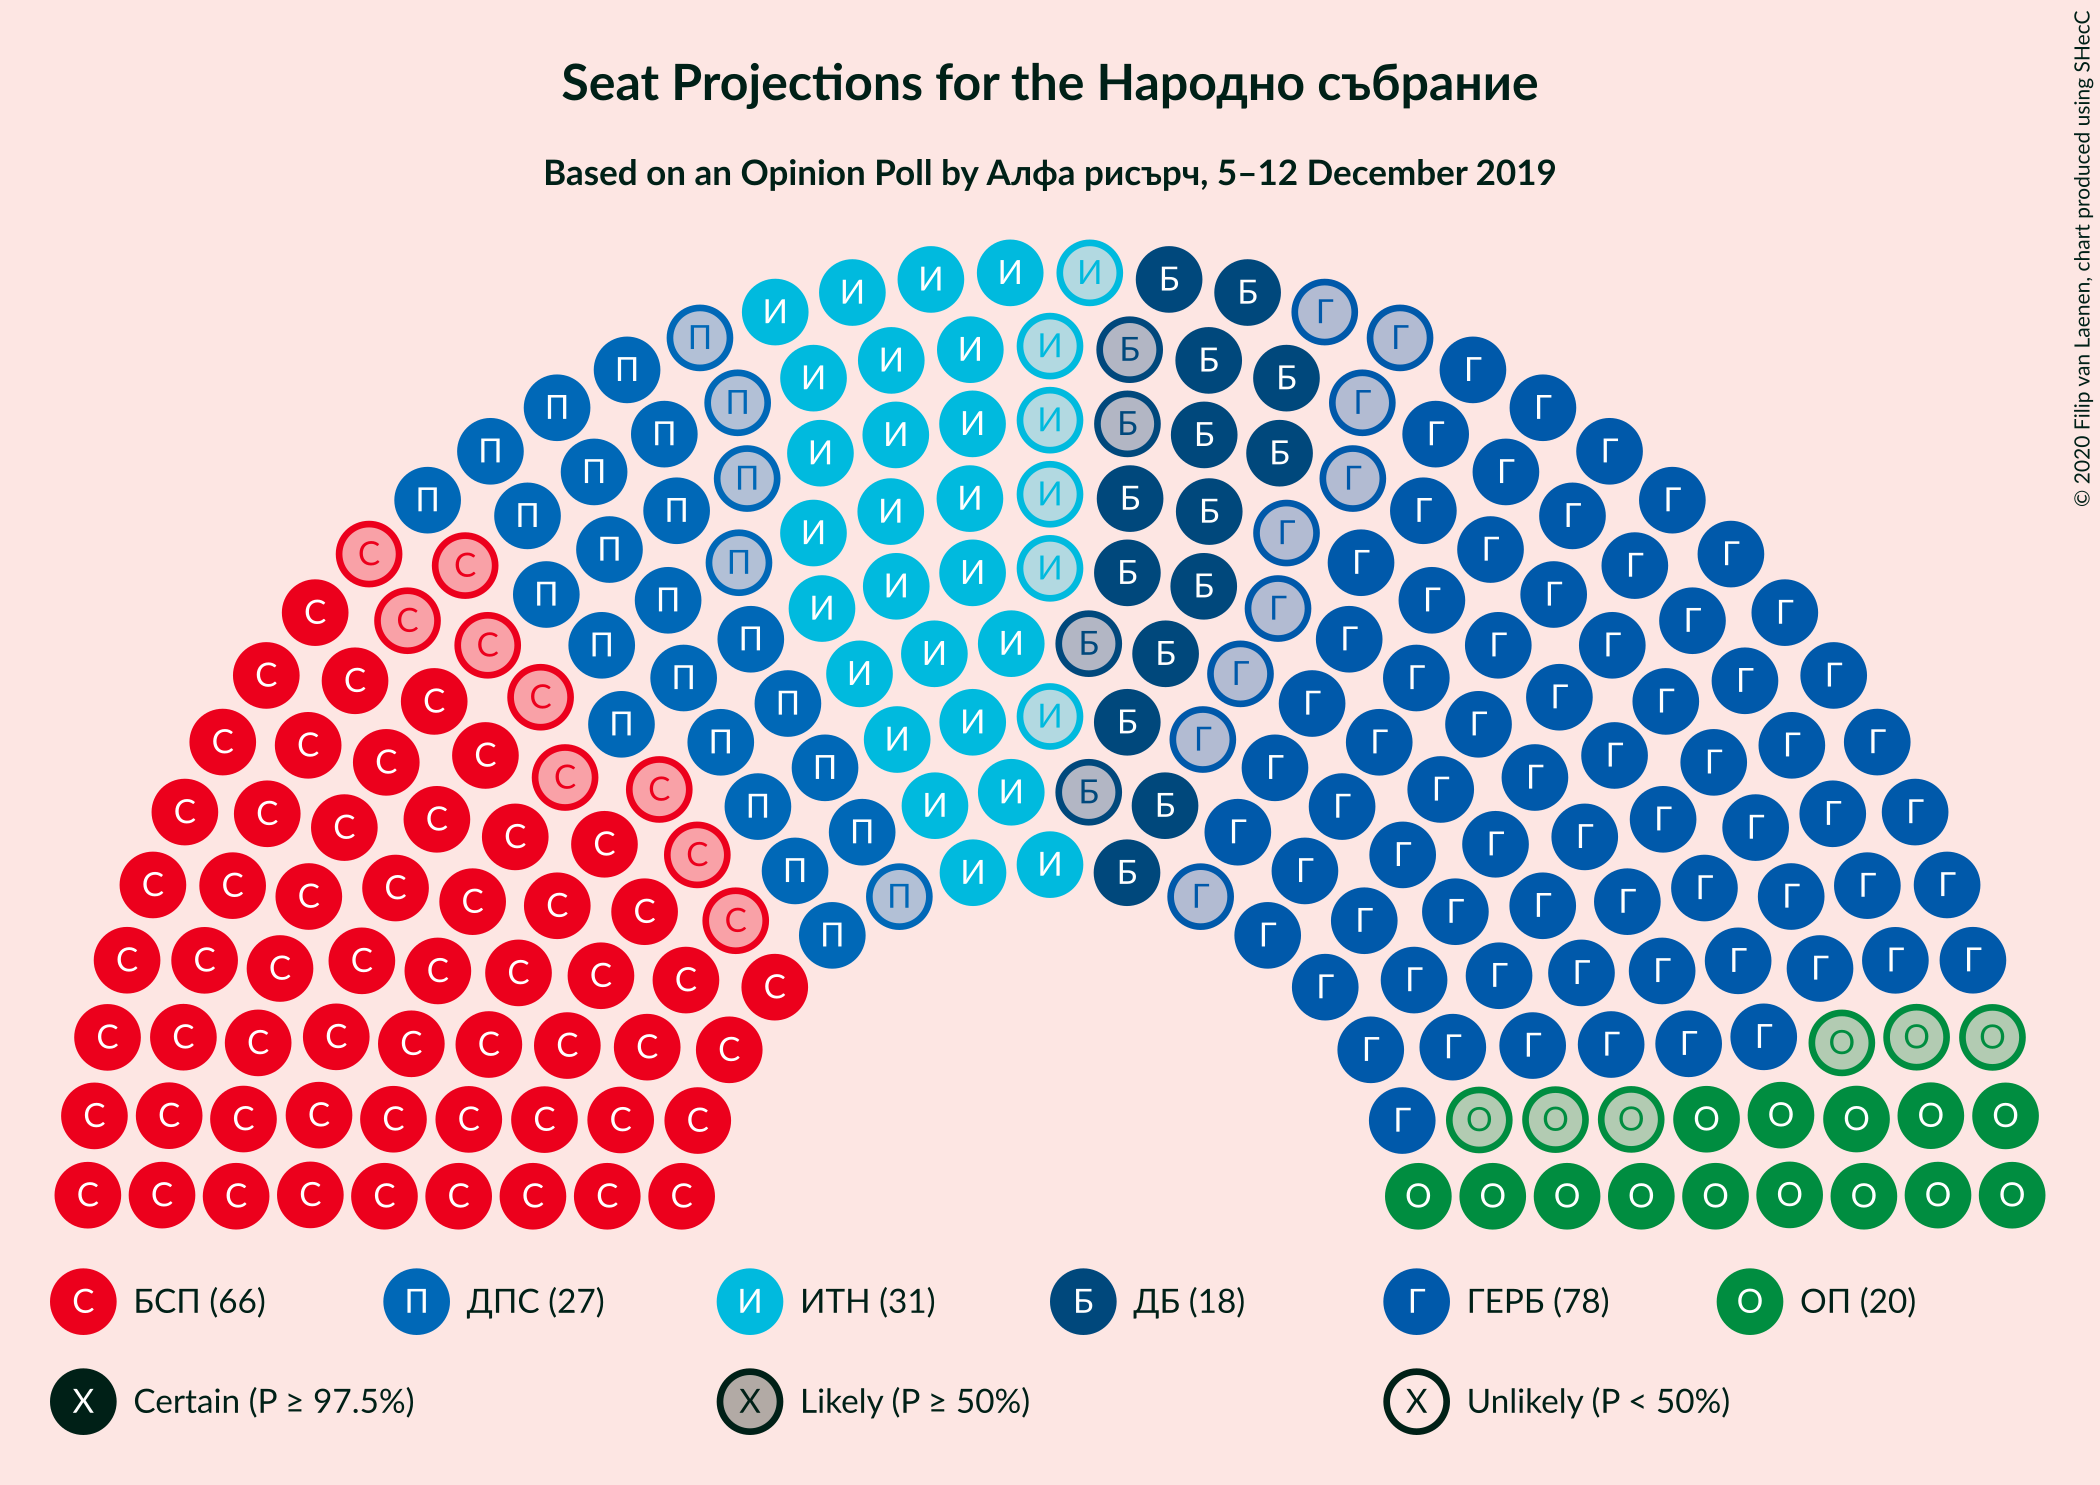 Seat Projections for the Народно събрание
Based on an Opinion Poll by Алфа рисърч, 5–12 December 2019
© 2020 Filip van Laenen, chart produced using SHecC
С БСП (66) П ДПС (27) И ИТН (31) Б ДБ (18) Г ГЕРБ (78) О ОП (20)
X Certain (P ≥ 97.5%) X Likely (P ≥ 50%) X Unlikely (P < 50%)